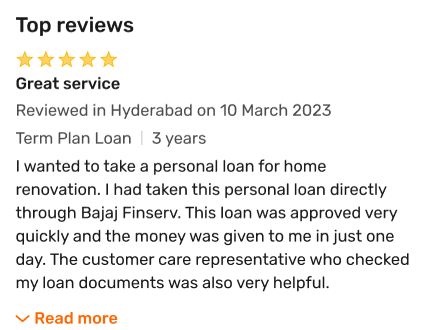 Top reviews
Great service
Reviewed in Hyderabad on 10 March 2023
Term Plan Loan | 3 years
I wanted to take a personal loan for home
renovation. I had taken this personal loan directly
through Bajaj Finserv. This loan was approved very
quickly and the money was given to me in just one
day. The customer care representative who checked
my loan documents was also very helpful.
Read more